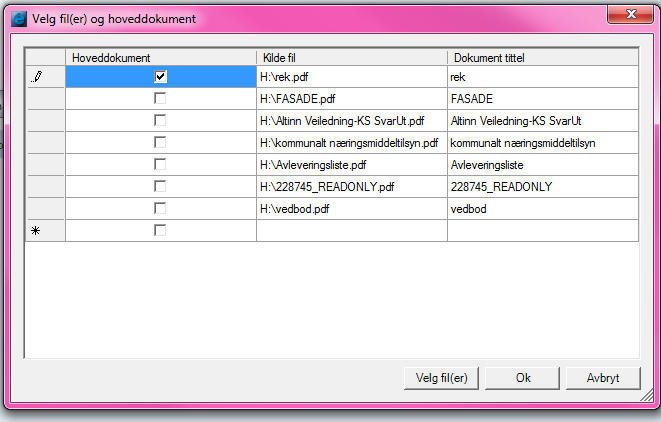 Velg fil(er) og hoveddokument
Hoveddokument Kilde fil Dokument tittel
H:\rek.pdf rek
H:\FASADE.pdf FASADE
H:\Altinn Veiledning-KS SvarUt.pdf Altinn Veiledning-KS SvarUt
H:\kommunalt næringsmiddeltilsyn.pdf kommunalt næringsmiddeltilsyn
H:\Avleveringsliste.pdf Avleveringsliste
H:\228745_READONLY.pdf 228745_READONLY
H:\vedbod.pdf vedbod
Velg fil(er) Ok Avbryt